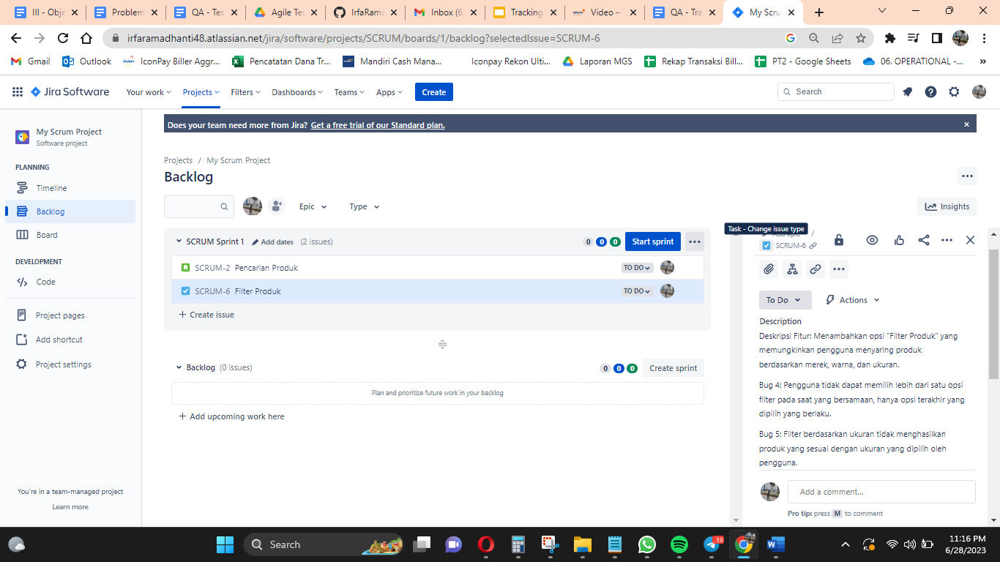 III - Obje
Problem
QA - Tes
Agile Tes
IrfaRama
Inbox (6
Tracking
Video –
QA - Tra
My Scru
irfaramadhanti48.atlassian.net/jira/software/projects/SCRUM/boards/1/backlog?selectedIssue=SCRUM-6
Gmail
Outlook
IconPay Biller Aggr...
Pencatatan Dana Tr...
Mandiri Cash Mana...
Iconpay Rekon Ulti...
Laporan MGS
Rekap Transaksi Bill...
PT2 - Google Sheets
06. OPERATIONAL -...
»
Jira Software
Your work
Projects
Filters
Dashboards
Teams
Apps
Create
Search
My Scrum Project
Software project
PLANNING
Timeline
Backlog
Board
DEVELOPMENT
Code
Project pages
Add shortcut
Project settings
You're in a team-managed project
Learn more
Does your team need more from Jira? Get a free trial of our Standard plan.
Projects / My Scrum Project
Backlog
Epic
Type
Insights
SCRUM Sprint 1 Add dates (2 issues)
0 0 0 Start sprint
SCRUM-2 Pencarian Produk
TO DO
SCRUM-6 Filter Produk
TO DO
+ Create issue
Backlog (0 issues)
0 0 0 Create sprint
Plan and prioritize future work in your backlog
+ Add upcoming work here
Task - Change issue type
Add epic /
SCRUM-6
To Do
Actions
Description
Deskripsi Fitur: Menambahkan opsi "Filter Produk" yang
memungkinkan pengguna menyaring produk
berdasarkan merek, warna, dan ukuran.
Bug 4: Pengguna tidak dapat memilih lebih dari satu opsi
filter pada saat yang bersamaan, hanya opsi terakhir yang
dipilih yang berlaku.
Bug 5: Filter berdasarkan ukuran tidak menghasilkan
produk yang sesuai dengan ukuran yang dipilih oleh
pengguna.
Add a comment...
Pro tip: press M to comment
Search
59
11:16 PM
6/28/2023